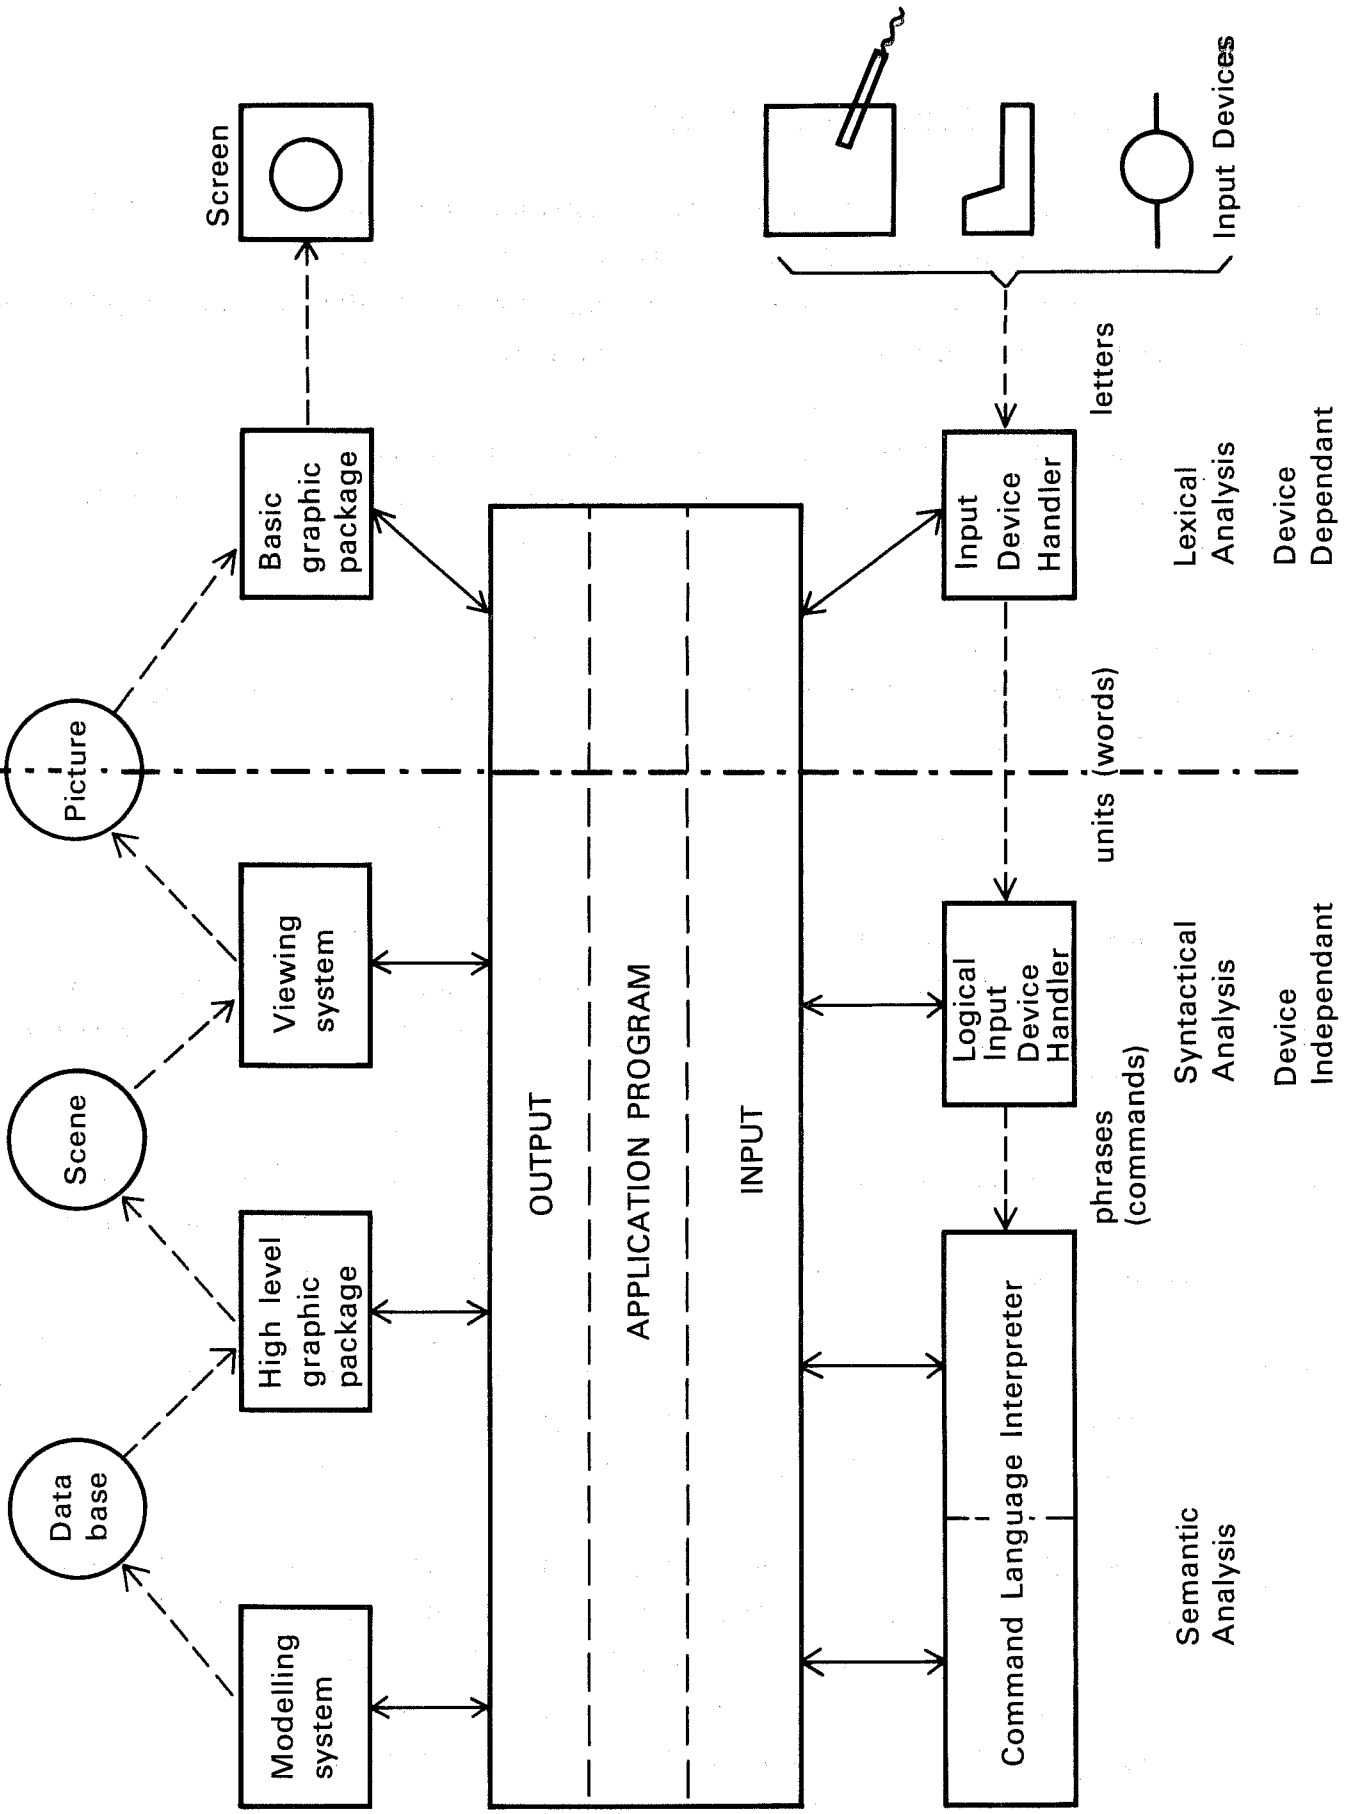 Data
base
Scene
Picture
Screen
Modelling
system
High level
graphic
package
Viewing
system
Basic
graphic
package
OUTPUT
APPLICATION PROGRAM
INPUT
Command Language Interpreter
Logical
Input
Device
Handler
Input
Device
Handler
phrases
(commands)
units (words)
letters
Input Devices
Semantic
Analysis
Syntactical
Analysis
Lexical
Analysis
Device
Independant
Device
Dependant